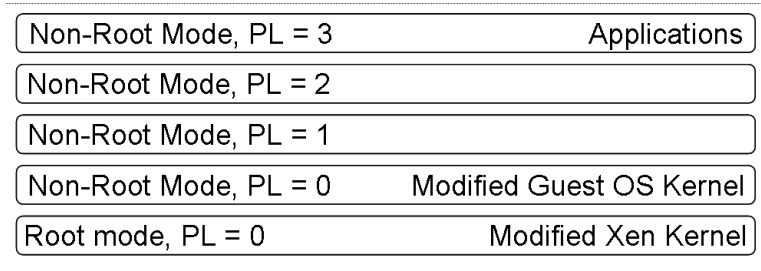 Non-Root Mode, PL = 3 Applications
Non-Root Mode, PL = 2
Non-Root Mode, PL = 1
Non-Root Mode, PL = 0 Modified Guest OS Kernel
Root mode, PL = 0 Modified Xen Kernel